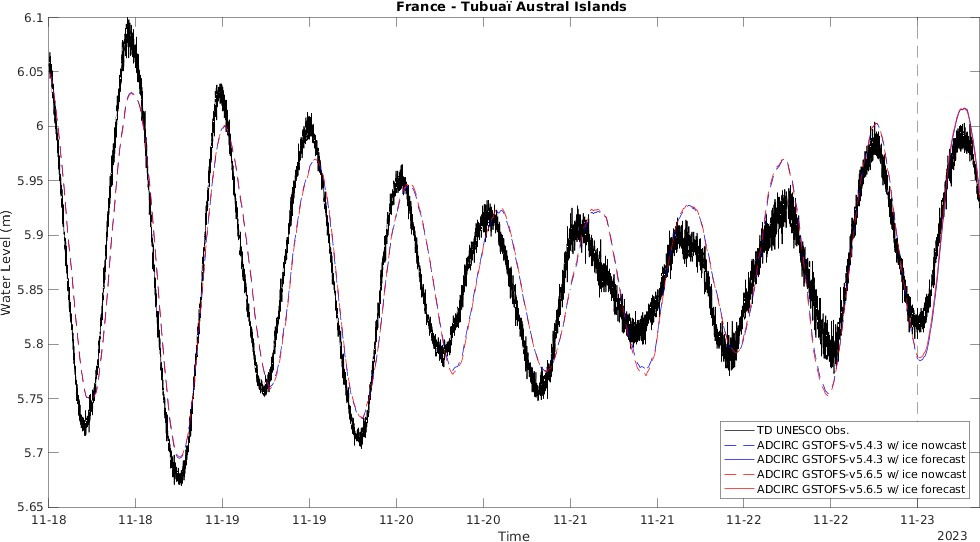 France - Tubuaï Austral Islands
6.1
6.05
6
5.95
5.9
5.85
5.8
5.75
5.7
5.65
Water Level (m)
TD UNESCO Obs.
ADCIRC GSTOFS-v5.4.3 w/ ice nowcast
ADCIRC GSTOFS-v5.4.3 w/ ice forecast
ADCIRC GSTOFS-v5.6.5 w/ ice nowcast
ADCIRC GSTOFS-v5.6.5 w/ ice forecast
11-18 11-18 11-19 11-19 11-20 11-20 11-21 11-21 11-22 11-22 11-23
Time
2023